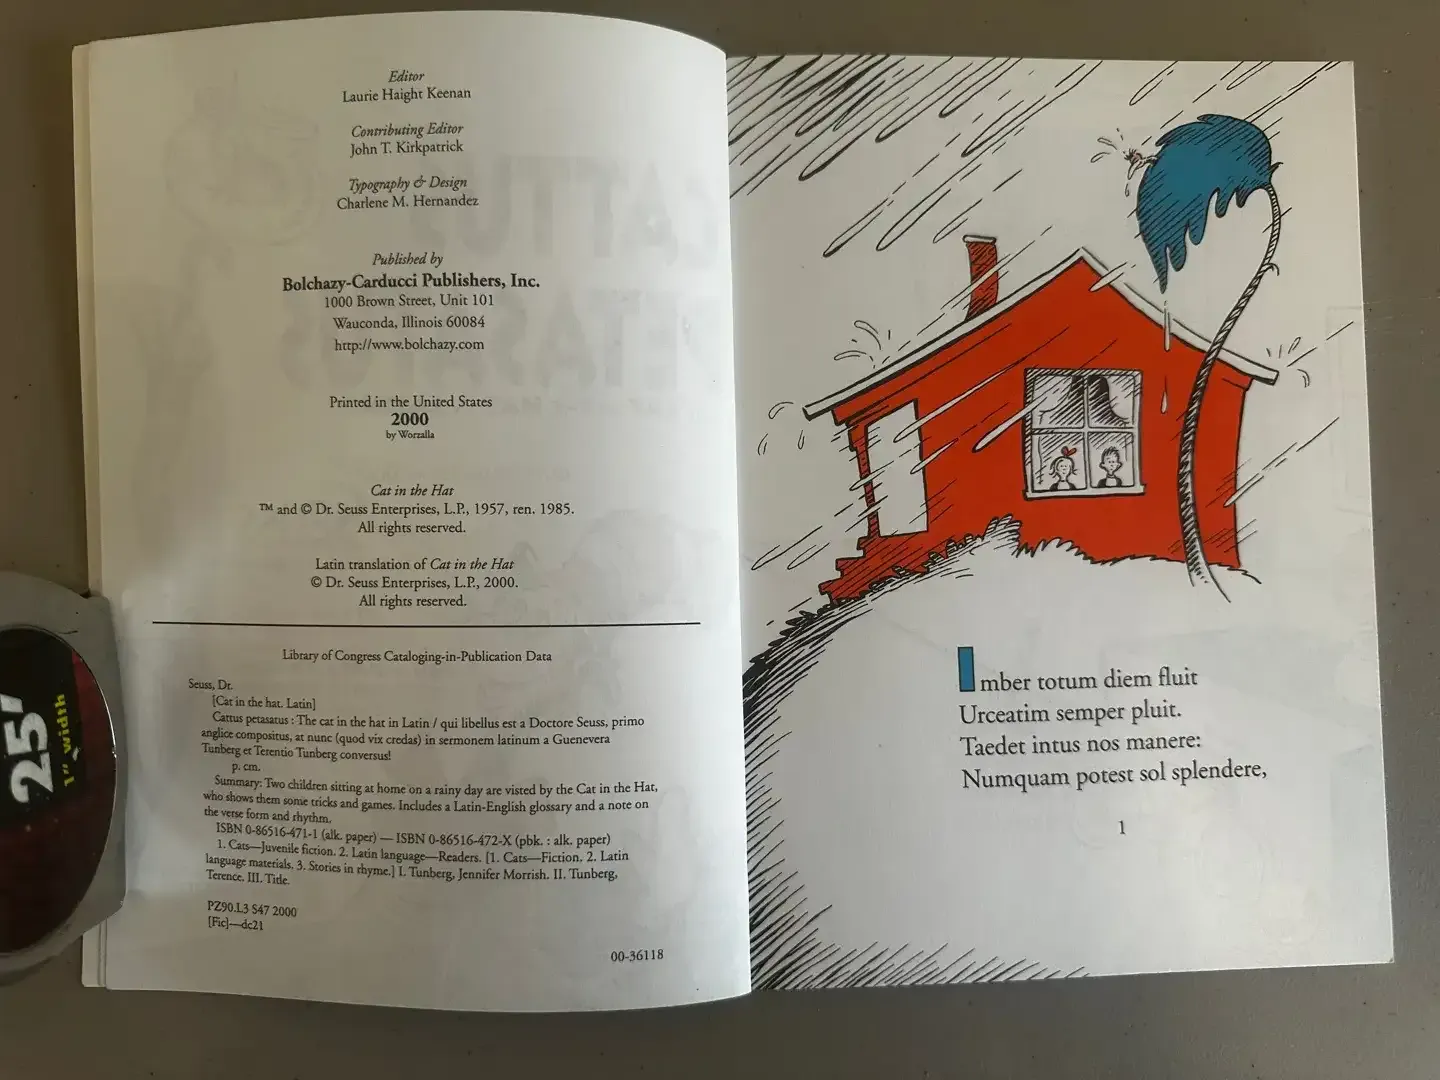 Editor
Laurie Haight Keenan
Contributing Editor
John T. Kirkpatrick
Typography & Design
Charlene M. Hernandez
Published by
Bolchazy-Carducci Publishers, Inc.
1000 Brown Street, Unit 101
Wauconda, Illinois 60084
http://www.bolchazy.com
Printed in the United States
2000
by Worzalla
Cat in the Hat
™ and © Dr. Seuss Enterprises, L.P., 1957, ren. 1985.
All rights reserved.
Latin translation of Cat in the Hat
© Dr. Seuss Enterprises, L.P., 2000.
All rights reserved.
Library of Congress Cataloging-in-Publication Data
Seuss, Dr.
[Cat in the hat. Latin]
Cattus petasatus : The cat in the hat in Latin / qui libellus est a Doctore Seuss, primo
anglice compositus, at nunc (quod vix credas) in sermonem latinum a Guenevera
Tunberg et Terentio Tunberg conversus!
p. cm.
Summary: Two children sitting at home on a rainy day are visted by the Cat in the Hat,
who shows them some tricks and games. Includes a Latin-English glossary and a note on
the verse form and rhythm.
ISBN 0-86516-471-1 (alk. paper) — ISBN 0-86516-472-X (pbk. : alk. paper)
1. Cats—Juvenile fiction. 2. Latin language—Readers. [1. Cats—Fiction. 2. Latin
language materials. 3. Stories in rhyme.] I. Tunberg, Jennifer Morrish. II. Tunberg,
Terence. III. Title.
PZ90.L3 S47 2000
[Fic]—dc21
00-36118
25'
1" width
Imber totum diem fluit
Urceatim semper pluit.
Taedet intus nos manere:
Numquam potest sol splendere,
1